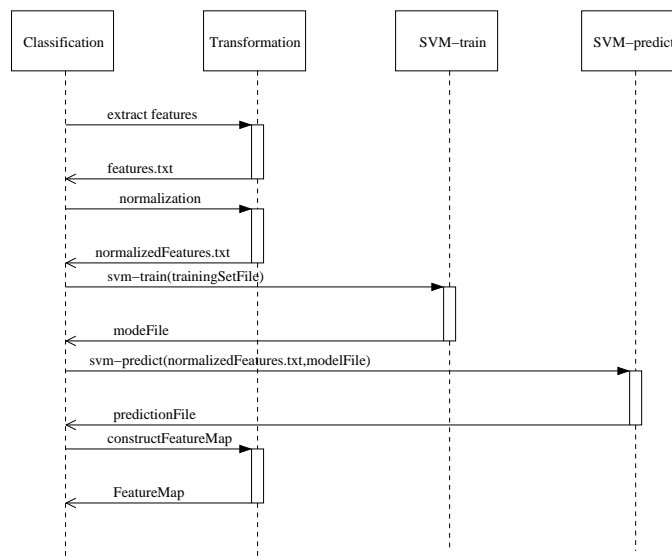 Classification
Transformation
SVM−train
SVM−predict
extract features
features.txt
normalization
normalizedFeatures.txt
svm−train(trainingSetFile)
modeFile
svm−predict(normalizedFeatures.txt,modelFile)
predictionFile
constructFeatureMap
FeatureMap